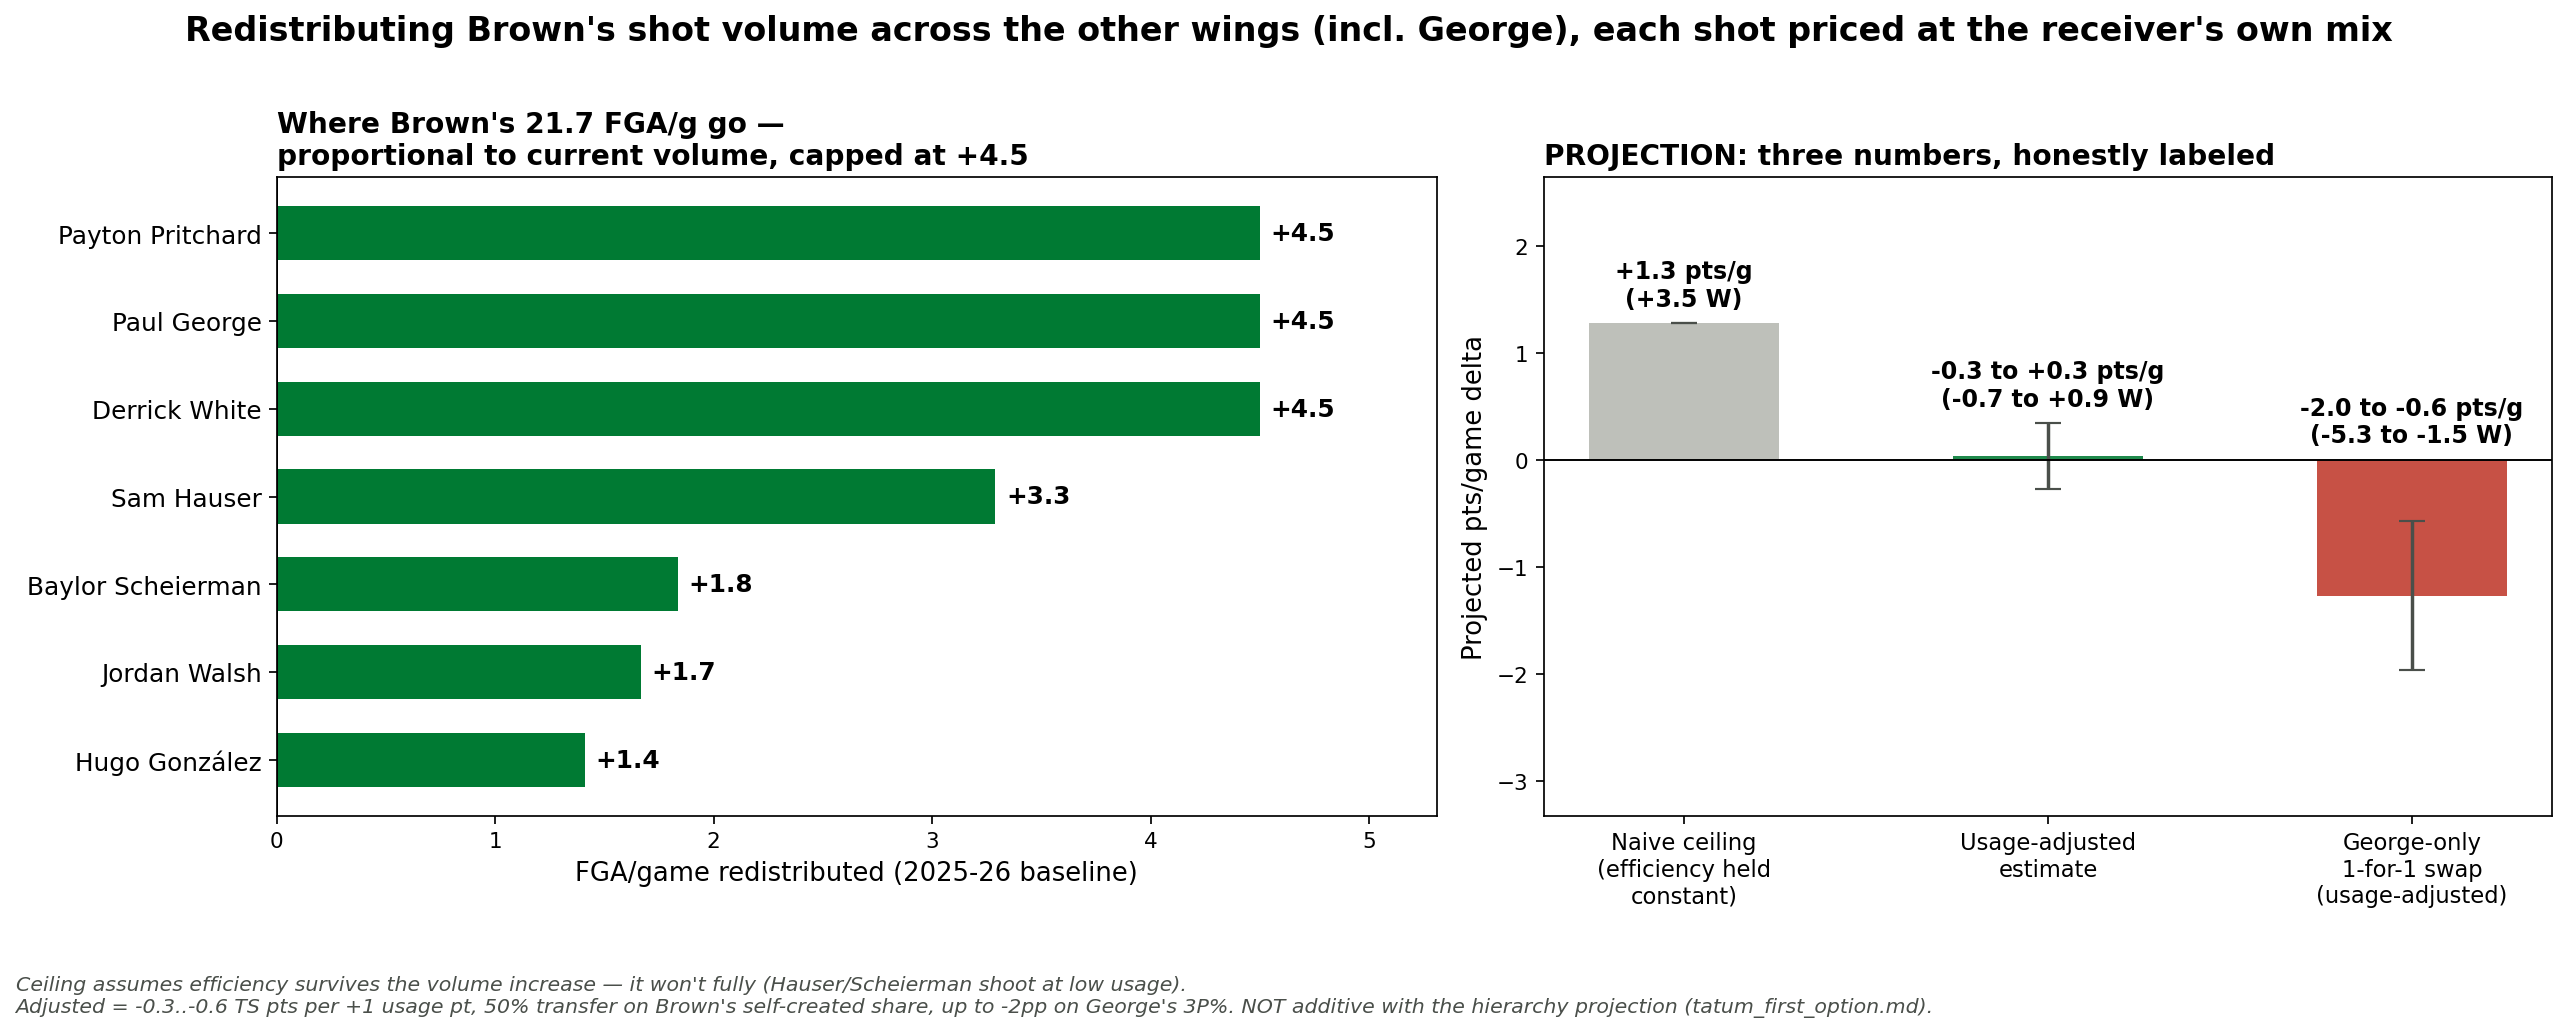 Redistributing Brown's shot volume across the other wings (incl. George), each shot priced at the receiver's own mix
Where Brown's 21.7 FGA/g go —
proportional to current volume, capped at +4.5
Payton Pritchard
+4.5
Paul George
+4.5
Derrick White
+4.5
Sam Hauser
+3.3
Baylor Scheierman
+1.8
Jordan Walsh
+1.7
Hugo González
+1.4
0 1 2 3 4 5
FGA/game redistributed (2025-26 baseline)
PROJECTION: three numbers, honestly labeled
Projected pts/game delta
2
1
0
−1
−2
−3
+1.3 pts/g
(+3.5 W)
-0.3 to +0.3 pts/g
(-0.7 to +0.9 W)
-2.0 to -0.6 pts/g
(-5.3 to -1.5 W)
Naive ceiling
(efficiency held
constant)
Usage-adjusted
estimate
George-only
1-for-1 swap
(usage-adjusted)
Ceiling assumes efficiency survives the volume increase — it won't fully (Hauser/Scheierman shoot at low usage).
Adjusted = -0.3..-0.6 TS pts per +1 usage pt, 50% transfer on Brown's self-created share, up to -2pp on George's 3P%. NOT additive with the hierarchy projection (tatum_first_option.md).